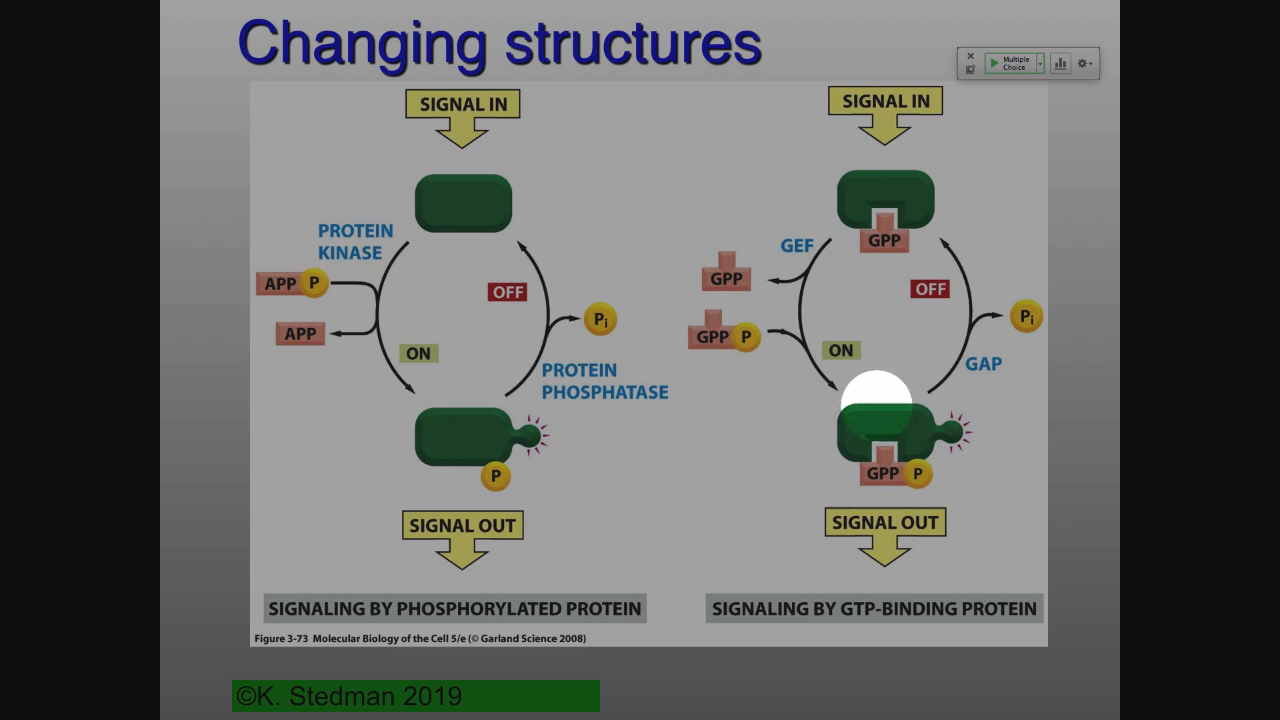 Changing structures
Multiple
Choice
SIGNAL IN
PROTEIN
KINASE
APP P
APP
OFF
ON
Pi
PROTEIN
PHOSPHATASE
P
SIGNAL OUT
SIGNALING BY PHOSPHORYLATED PROTEIN
SIGNAL IN
GPP
GEF
GPP
GPP P
OFF
ON
Pi
GAP
GPP P
SIGNAL OUT
SIGNALING BY GTP-BINDING PROTEIN
Figure 3-73 Molecular Biology of the Cell 5/e (© Garland Science 2008)
©K. Stedman 2019